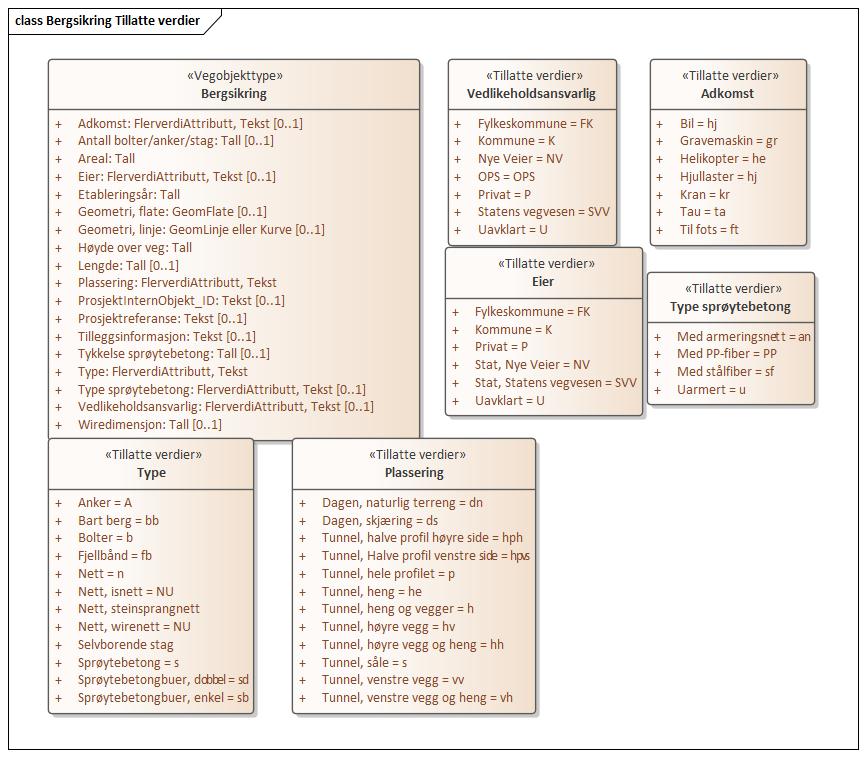 class Bergsikring Tillatte verdier
«Vegobjekttype»
Bergsikring
+ Adkomst: FlerverdiAttributt, Tekst [0..1]
+ Antall bolter/anker/stag: Tall [0..1]
+ Areal: Tall
+ Eier: FlerverdiAttributt, Tekst [0..1]
+ Etableringsår: Tall
+ Geometri, flate: GeomFlate [0..1]
+ Geometri, linje: GeomLinje eller Kurve [0..1]
+ Høyde over veg: Tall
+ Lengde: Tall [0..1]
+ Plassering: FlerverdiAttributt, Tekst
+ ProsjektInternObjekt_ID: Tekst [0..1]
+ Prosjektreferanse: Tekst [0..1]
+ Tilleggsinformasjon: Tekst [0..1]
+ Tykkelse sprøytebetong: Tall [0..1]
+ Type: FlerverdiAttributt, Tekst
+ Type sprøytebetong: FlerverdiAttributt, Tekst [0..1]
+ Vedlikeholdsansvarlig: FlerverdiAttributt, Tekst [0..1]
+ Wiredimensjon: Tall [0..1]
«Tillatte verdier»
Vedlikeholdsansvarlig
+ Fylkeskommune = FK
+ Kommune = K
+ Nye Veier = NV
+ OPS = OPS
+ Privat = P
+ Statens vegvesen = SVV
+ Uavklart = U
«Tillatte verdier»
Adkomst
+ Bil = hj
+ Gravemaskin = gr
+ Helikopter = he
+ Hjullaster = hj
+ Kran = kr
+ Tau = ta
+ Til fots = ft
«Tillatte verdier»
Eier
+ Fylkeskommune = FK
+ Kommune = K
+ Privat = P
+ Stat, Nye Veier = NV
+ Stat, Statens vegvesen = SVV
+ Uavklart = U
«Tillatte verdier»
Type sprøytebetong
+ Med armeringsnett = an
+ Med PP-fiber = PP
+ Med stålfiber = sf
+ Uarmert = u
«Tillatte verdier»
Type
+ Anker = A
+ Bart berg = bb
+ Bolter = b
+ Fjellbånd = fb
+ Nett = n
+ Nett, isnett = NU
+ Nett, steinsprangnett
+ Nett, wirenett = NU
+ Selvborende stag
+ Sprøytebetong = s
+ Sprøytebetongbuer, dobbel = sd
+ Sprøytebetongbuer, enkel = sb
«Tillatte verdier»
Plassering
+ Dagen, naturlig terreng = dn
+ Dagen, skjæring = ds
+ Tunnel, halve profil høyre side = hph
+ Tunnel, Halve profil venstre side = hpvs
+ Tunnel, hele profilet = p
+ Tunnel, heng = he
+ Tunnel, heng og vegger = h
+ Tunnel, høyre vegg = hv
+ Tunnel, høyre vegg og heng = hh
+ Tunnel, såle = s
+ Tunnel, venstre vegg = vv
+ Tunnel, venstre vegg og heng = vh